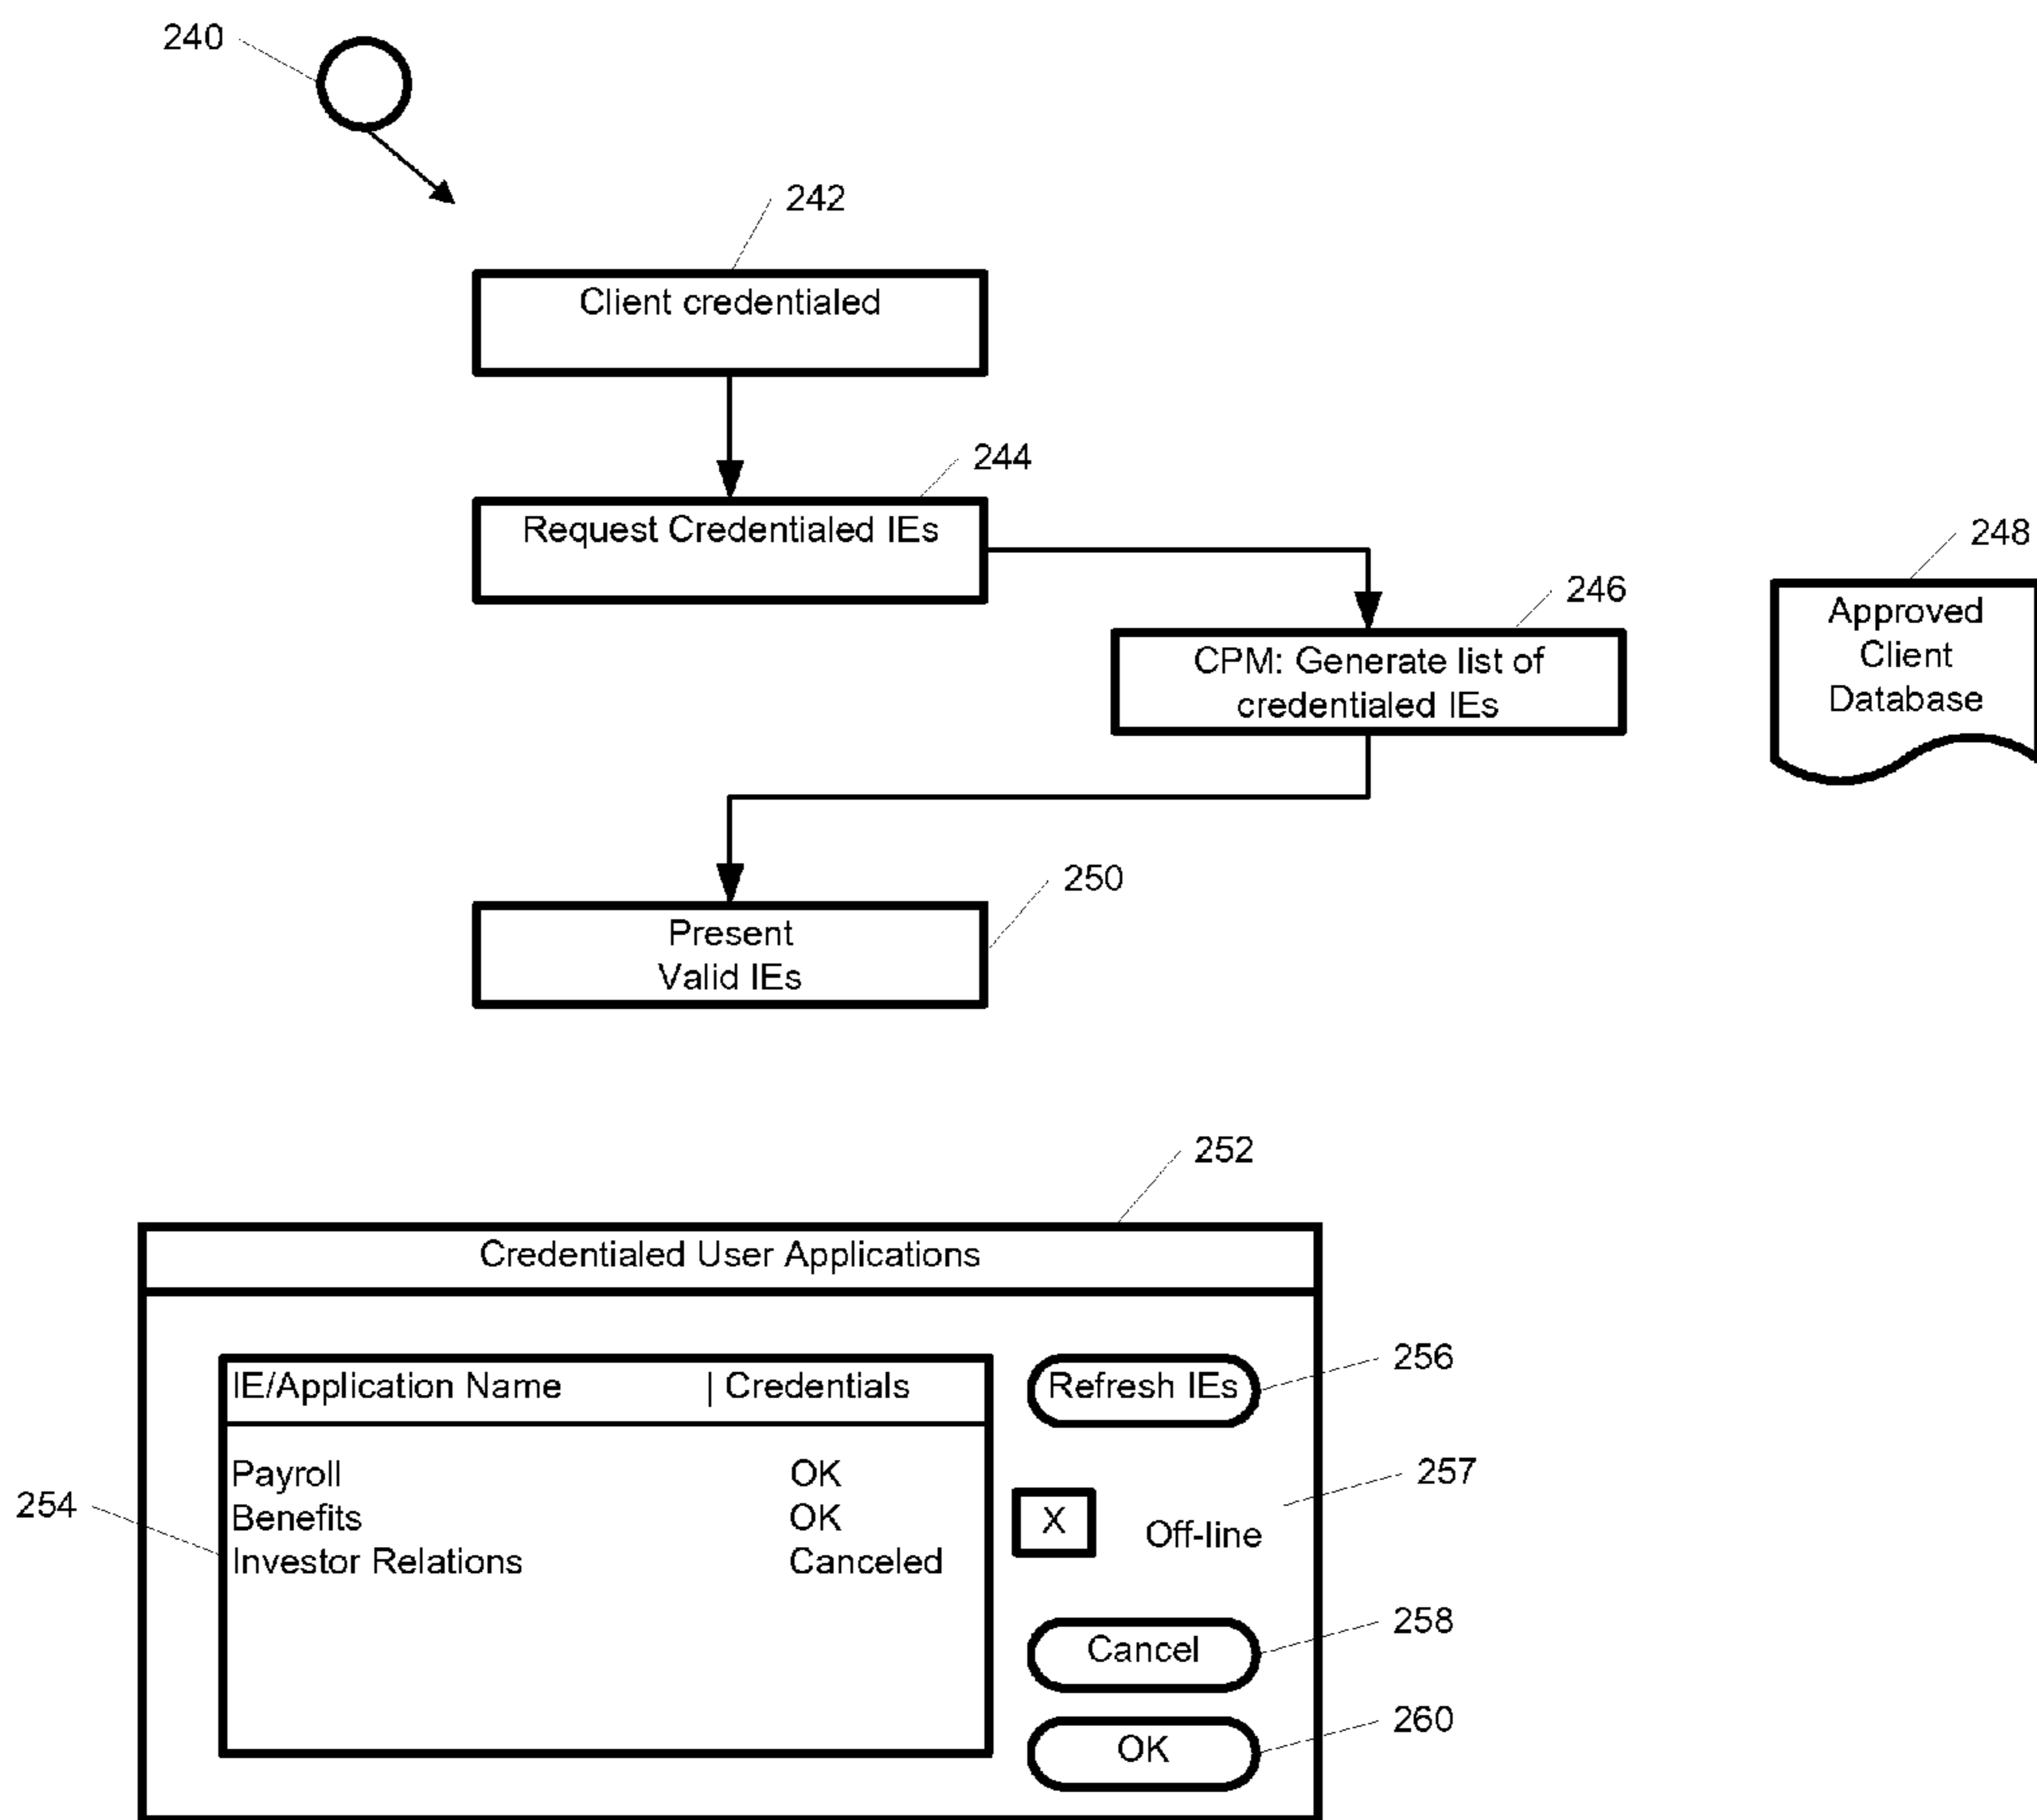 240
242
Client credentialed
244
Request Credentialed IEs
248
246
Approved
Client
Database
CPM: Generate list of
credentialed IEs
250
Present
Valid IEs
252
Credentialed User Applications
IE/Application Name | Credentials
Refresh IEs
256
Payroll OK
Benefits OK
Investor Relations Canceled
254
X Off-line
257
Cancel
258
OK
260